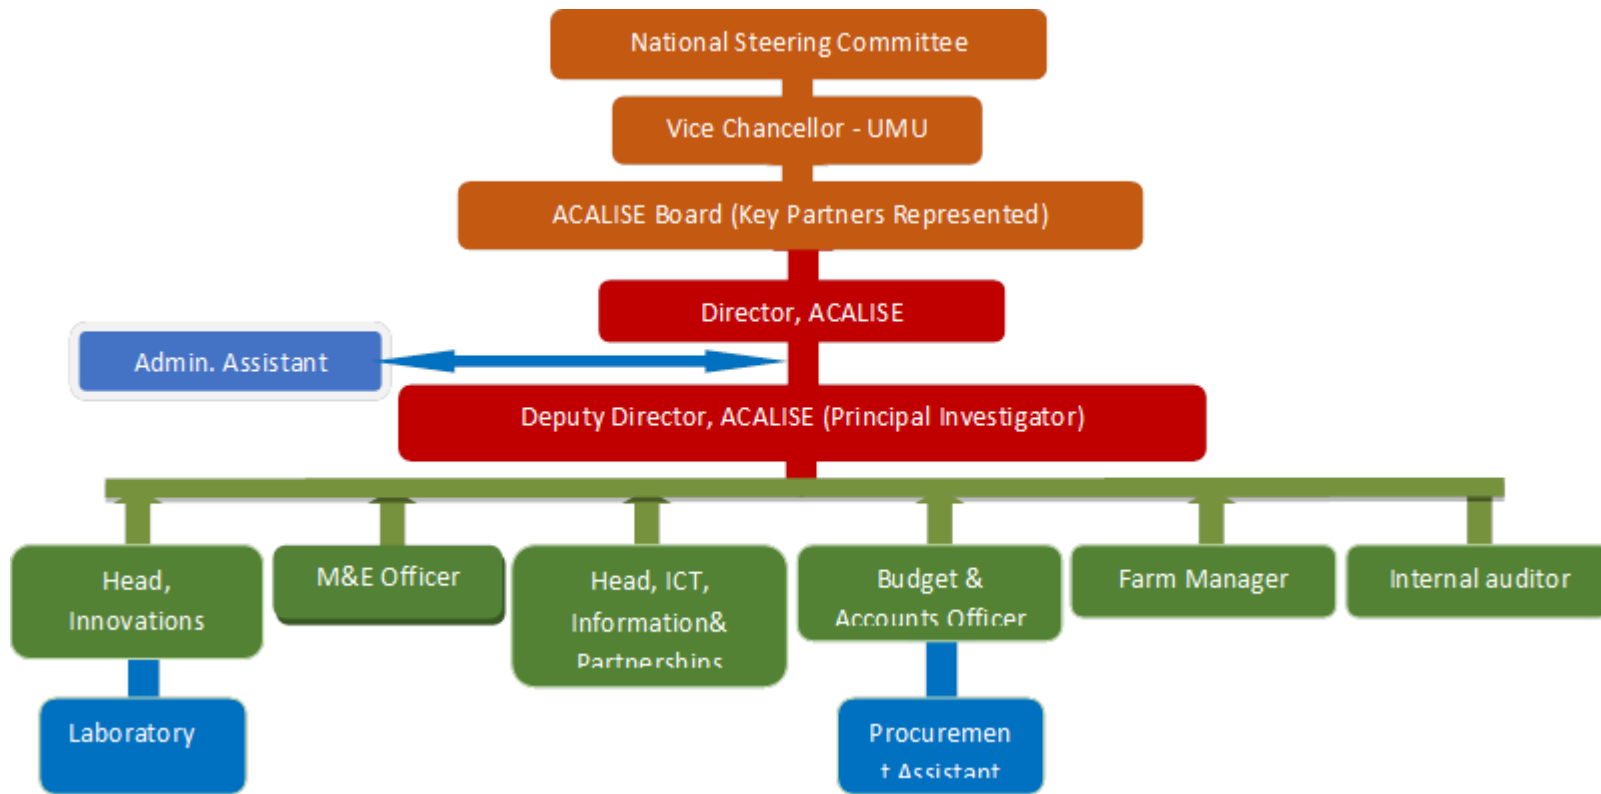 National Steering Committee
Vice Chancellor - UMU
ACALISE Board (Key Partners Represented)
Director, ACALISE
Admin. Assistant
Deputy Director, ACALISE (Principal Investigator)
Head,
Innovations
M&E Officer
Head, ICT,
Information&
Partnerships
Budget &
Accounts Officer
Farm Manager
Internal auditor
Laboratory
Procuremen
t Assistant